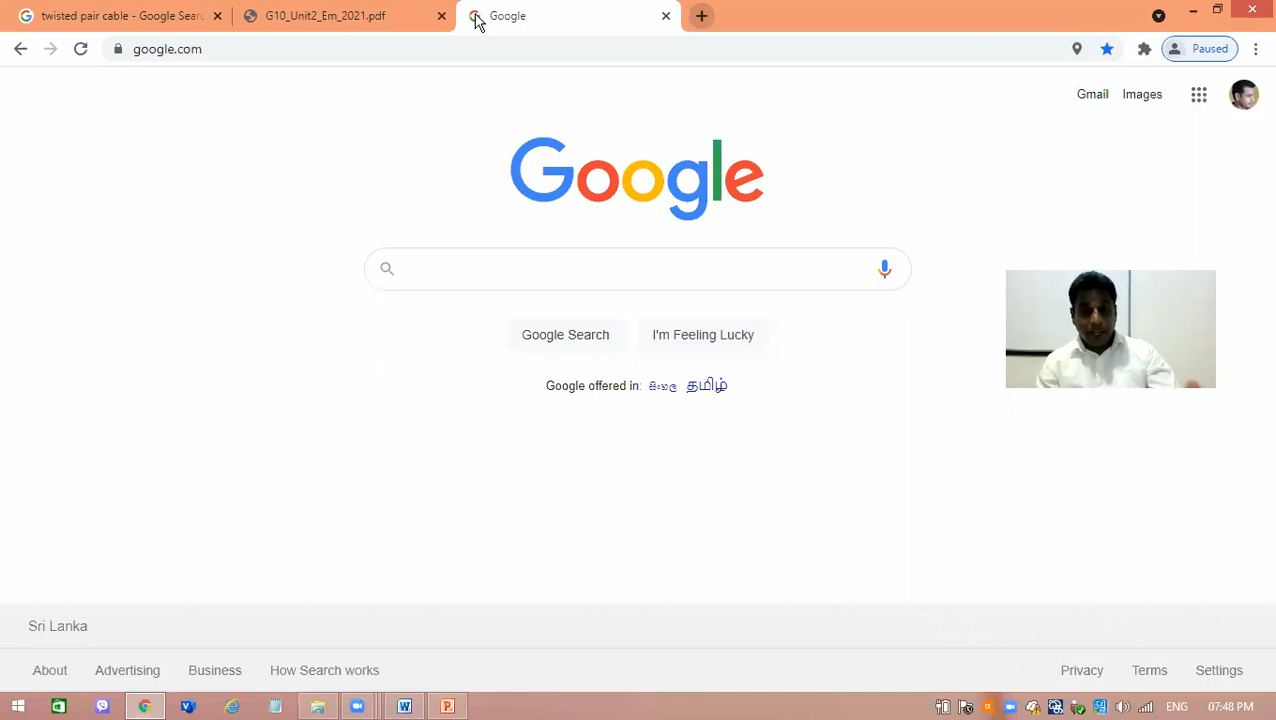 twisted pair cable - Google Sear
G10_Unit2_Em_2021.pdf
Google
google.com
Paused
Gmail
Images
Google
Google Search
I'm Feeling Lucky
Google offered in: සිංහල தமிழ்
Sri Lanka
About
Advertising
Business
How Search works
Privacy
Terms
Settings
ENG
07:48 PM